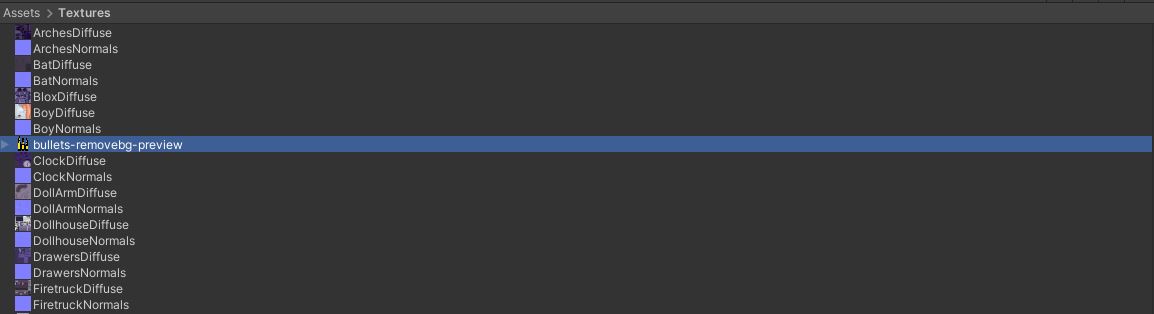 Assets > Textures
ArchesDiffuse
ArchesNormals
BatDiffuse
BatNormals
BloxDiffuse
BoyDiffuse
BoyNormals
bullets-removebg-preview
ClockDiffuse
ClockNormals
DollArmDiffuse
DollArmNormals
DollhouseDiffuse
DollhouseNormals
DrawersDiffuse
DrawersNormals
FiretruckDiffuse
FiretruckNormals